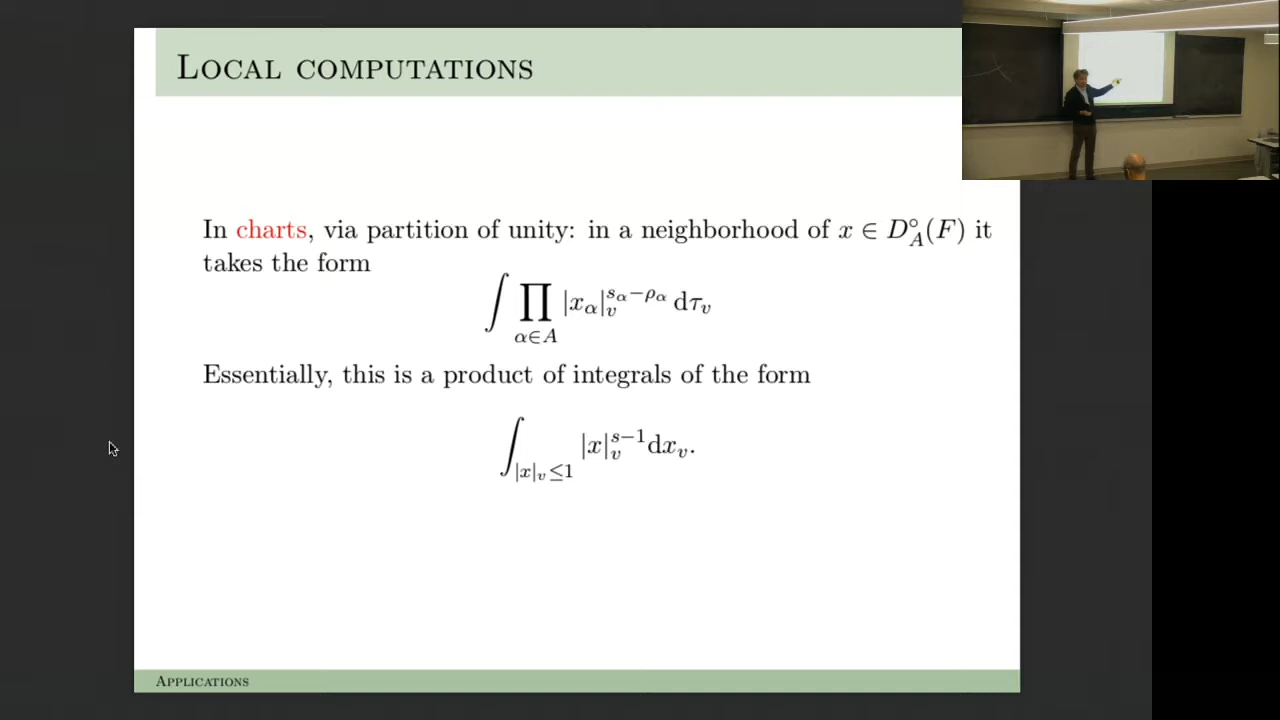 Local computations
In charts, via partition of unity: in a neighborhood of x ∈ D°_A(F) it
takes the form
∫ ∏_{α∈A} |x_α|_v^{s_α−ρ_α} dτ_v
Essentially, this is a product of integrals of the form
∫_{|x|_v≤1} |x|_v^{s−1} dx_v.
Applications